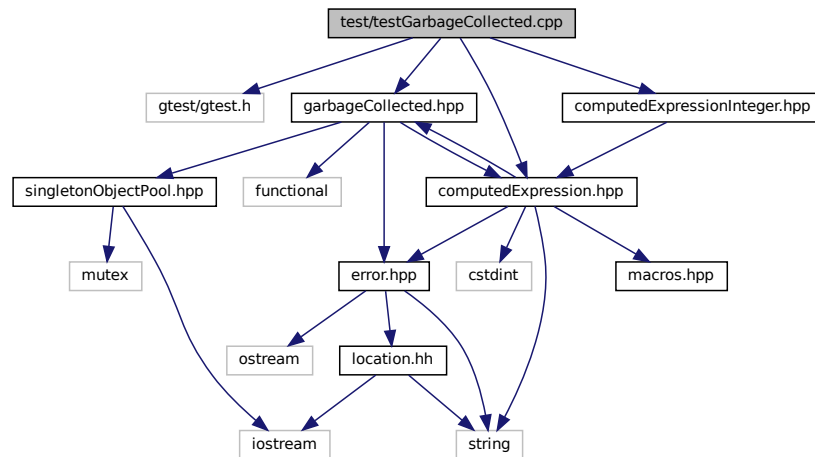 test/testGarbageCollected.cpp
gtest/gtest.h
garbageCollected.hpp
computedExpressionInteger.hpp
singletonObjectPool.hpp
functional
computedExpression.hpp
mutex
error.hpp
cstdint
macros.hpp
ostream
location.hh
iostream
string